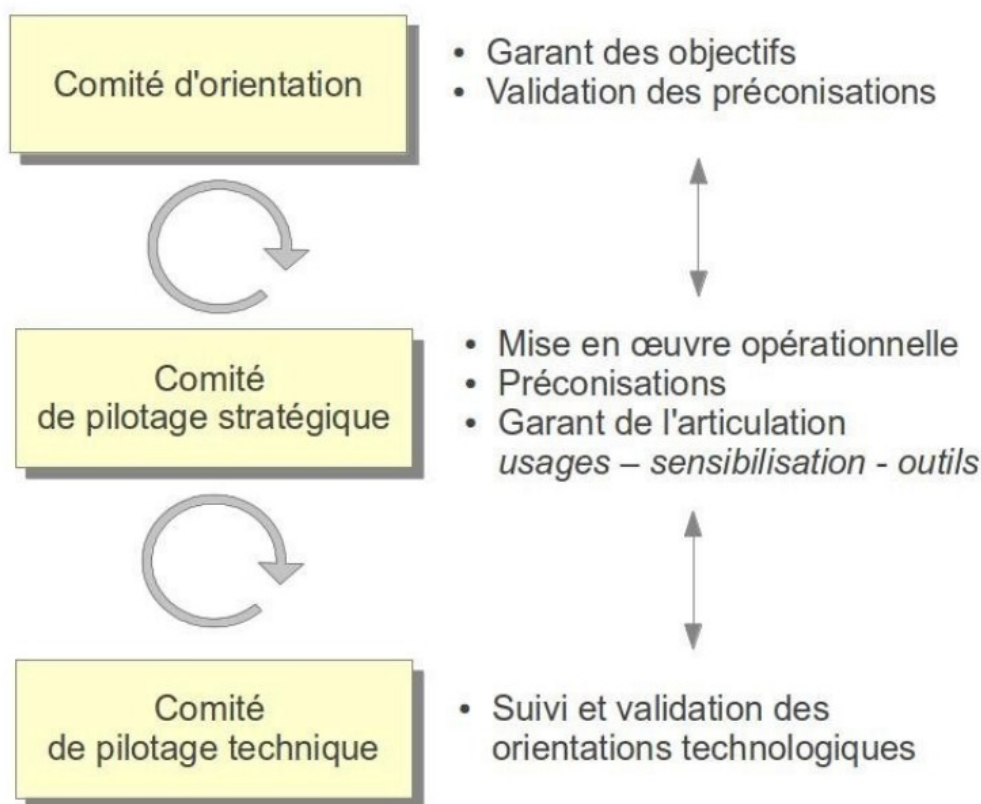 Comité d'orientation
• Garant des objectifs
• Validation des préconisations
Comité
de pilotage stratégique
• Mise en œuvre opérationnelle
• Préconisations
• Garant de l'articulation
usages – sensibilisation - outils
Comité
de pilotage technique
• Suivi et validation des
orientations technologiques